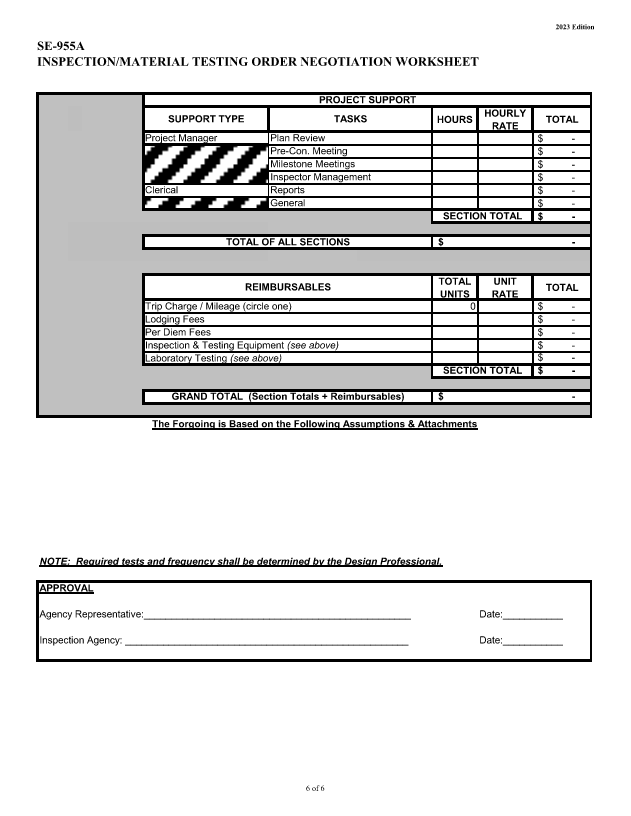 2023 Edition
SE-955A
INSPECTION/MATERIAL TESTING ORDER NEGOTIATION WORKSHEET
PROJECT SUPPORT
SUPPORT TYPE TASKS HOURS HOURLY RATE TOTAL
Project Manager Plan Review $ -
Pre-Con. Meeting $ -
Milestone Meetings $ -
Inspector Management $ -
Clerical Reports $ -
General $ -
SECTION TOTAL $ -
TOTAL OF ALL SECTIONS $ -
REIMBURSABLES TOTAL UNITS UNIT RATE TOTAL
Trip Charge / Mileage (circle one) 0 $ -
Lodging Fees $ -
Per Diem Fees $ -
Inspection & Testing Equipment (see above) $ -
Laboratory Testing (see above) $ -
SECTION TOTAL $ -
GRAND TOTAL (Section Totals + Reimbursables) $ -
The Forgoing is Based on the Following Assumptions & Attachments
NOTE: Required tests and frequency shall be determined by the Design Professional.
APPROVAL
Agency Representative:________________________________________________ Date:___________
Inspection Agency: ___________________________________________________ Date:___________
6 of 6